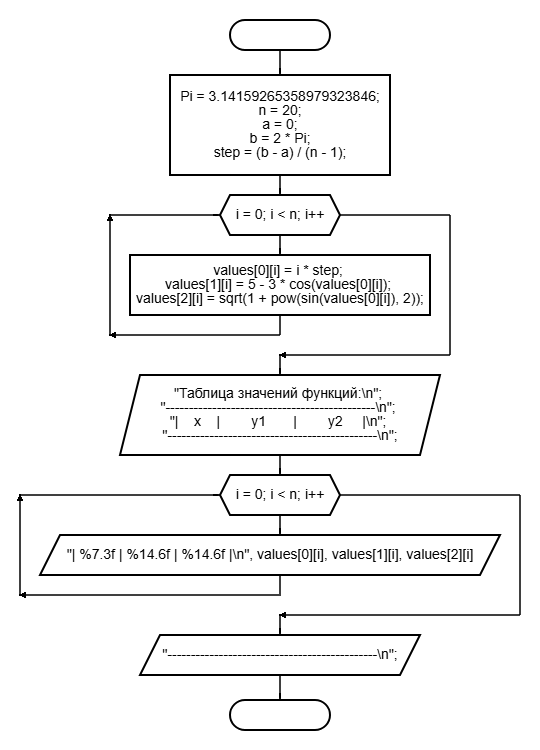 Pi = 3.14159265358979323846;
n = 20;
a = 0;
b = 2 * Pi;
step = (b - a) / (n - 1);
i = 0; i < n; i++
values[0][i] = i * step;
values[1][i] = 5 - 3 * cos(values[0][i]);
values[2][i] = sqrt(1 + pow(sin(values[0][i]), 2));
"Таблица значений функций:\n";
"---------------------------------------------\n";
"|    x    |        y1       |        y2     |\n";
"---------------------------------------------\n";
i = 0; i < n; i++
"| %7.3f | %14.6f | %14.6f |\n", values[0][i], values[1][i], values[2][i]
"---------------------------------------------\n";